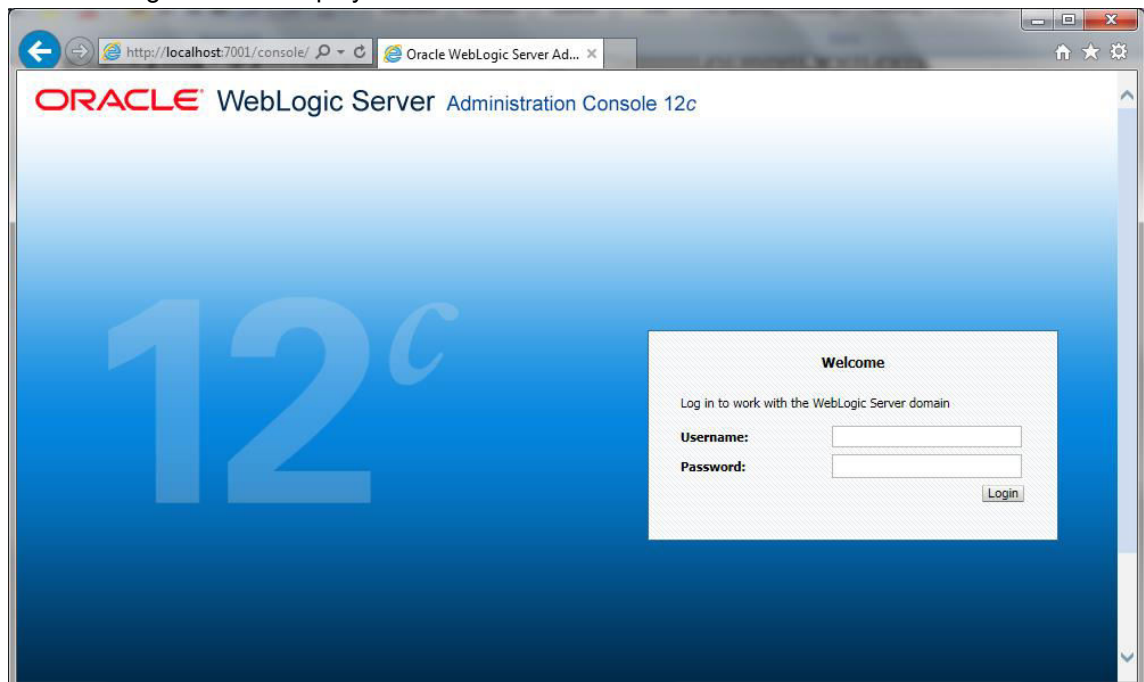 http://localhost:7001/console/
Oracle WebLogic Server Ad...
ORACLE WebLogic Server Administration Console 12c
12c
Welcome
Log in to work with the WebLogic Server domain
Username:
Password:
Login